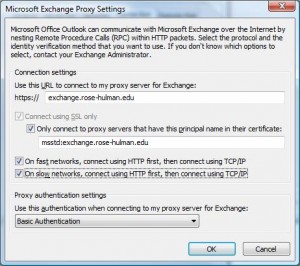 Microsoft Exchange Proxy Settings
Microsoft Office Outlook can communicate with Microsoft Exchange over the Internet by
nesting Remote Procedure Calls (RPC) within HTTP packets. Select the protocol and the
identity verification method that you want to use. If you don't know which options to
select, contact your Exchange Administrator.
Connection settings
Use this URL to connect to my proxy server for Exchange:
https:// exchange.rose-hulman.edu
Connect using SSL only
Only connect to proxy servers that have this principal name in their certificate:
msstd:exchange.rose-hulman.edu
On fast networks, connect using HTTP first, then connect using TCP/IP
On slow networks, connect using HTTP first, then connect using TCP/IP
Proxy authentication settings
Use this authentication when connecting to my proxy server for Exchange:
Basic Authentication
OK Cancel